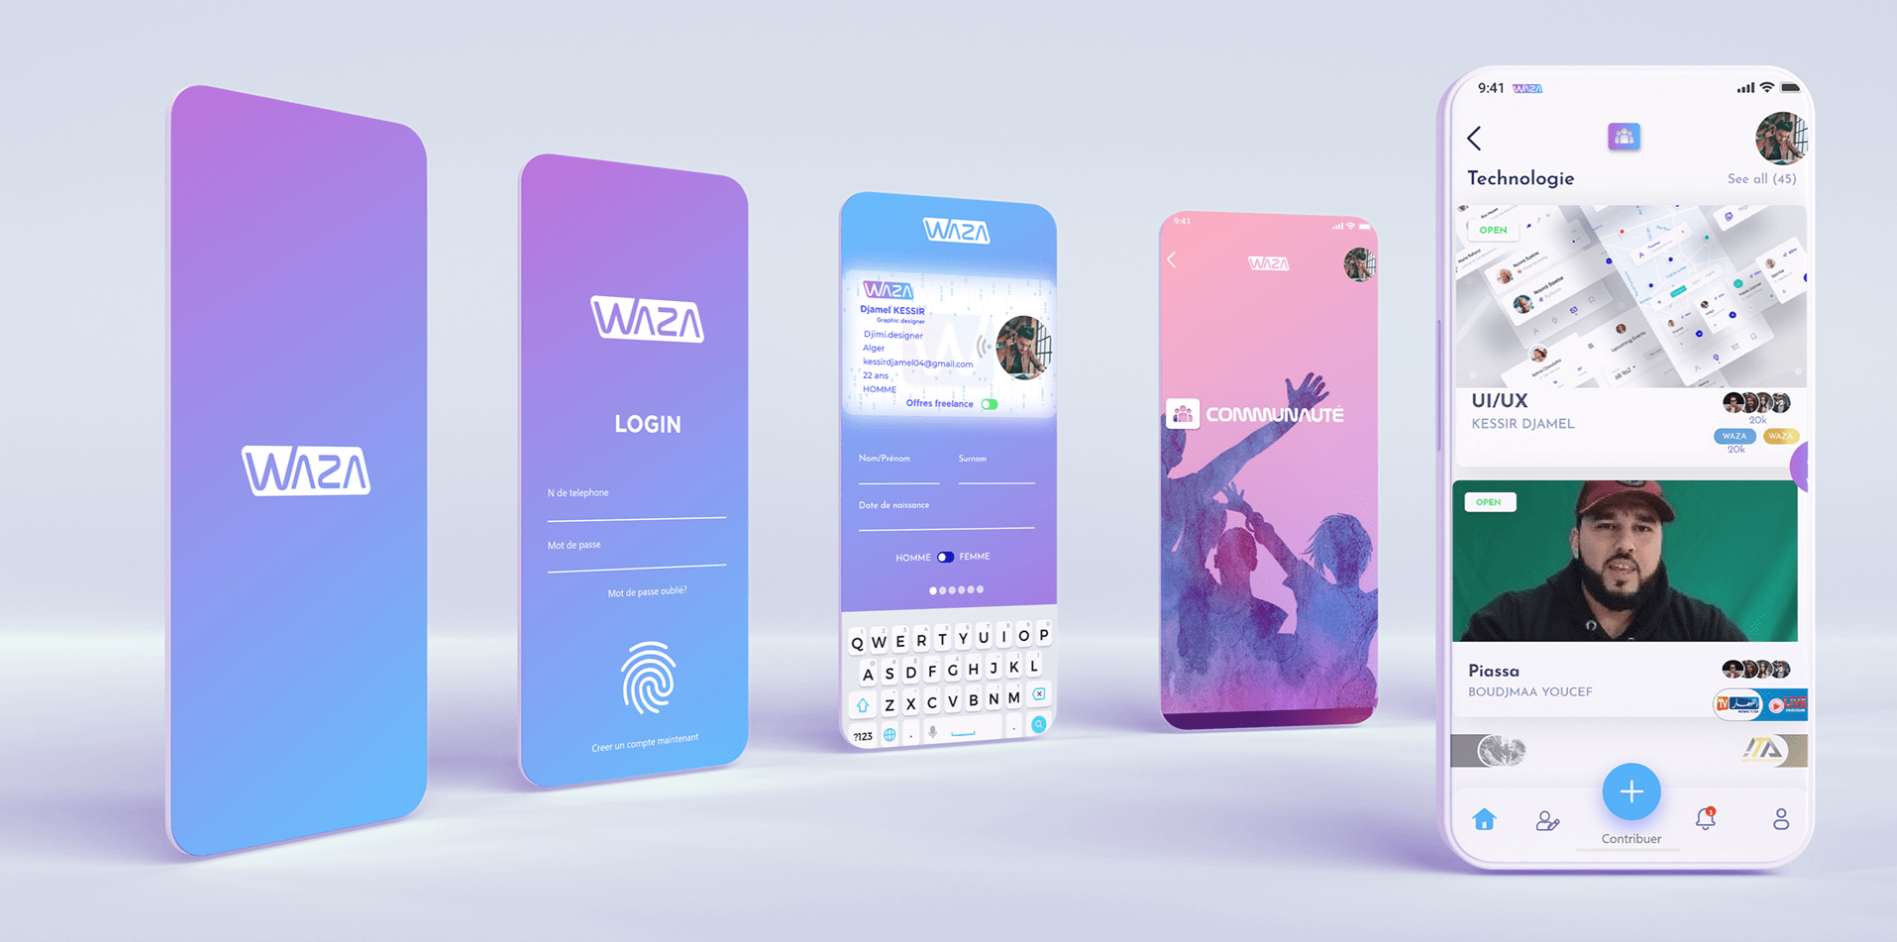 WAZA
WAZA
LOGIN
N de telephone
Mot de passe
Mot de passe oublié?
Creer un compte maintenant
WAZA
WAZA
Djamel KESSIR
Graphic designer
Djimi.designer
Alger
kessirdjamel04@gmail.com
22 ans
HOMME
Offres freelance
Nom/Prénom Surnom
Date de naissance
HOMME FEMME
Q W E R T Y U I O P
A S D F G H J K L
Z X C V B N M
?123 , .
9:41
WAZA
COMMUNAUTÉ
9:41 WAZA
Technologie See all (45)
OPEN
UI/UX
KESSIR DJAMEL
20k
WAZA WAZA
20k
OPEN
Piassa
BOUDJMAA YOUCEF
TV LIVE
Contribuer